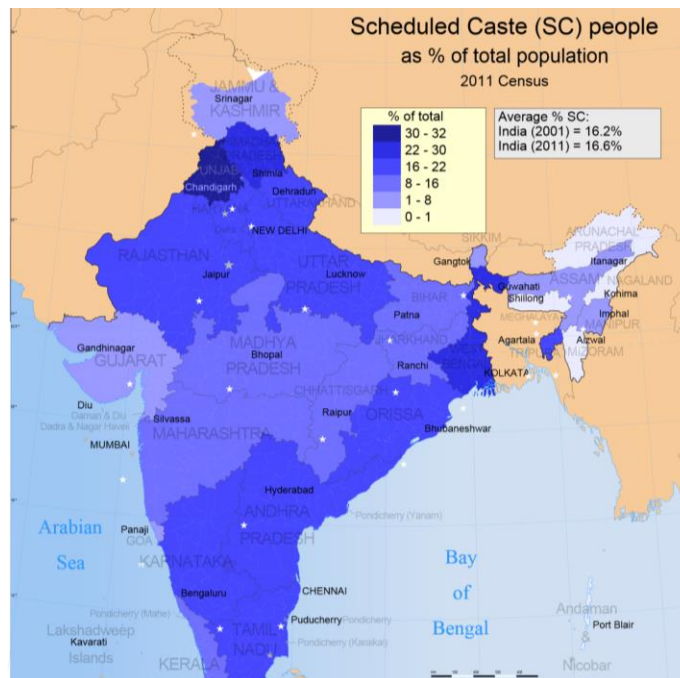 Scheduled Caste (SC) people
as % of total population
2011 Census
% of total
30 - 32
22 - 30
16 - 22
8 - 16
1 - 8
0 - 1
Average % SC:
India (2001) = 16.2%
India (2011) = 16.6%
JAMMU &
Srinagar
KASHMIR
PRADESH
Shimla
Chandigarh
Dehradun
UTTARAKHAND
NEW DELHI
RAJASTHAN
Jaipur
UTTAR
Lucknow
PRADESH
SIKKIM
Gangtok
ARUNACHAL
PRADESH
Itanagar
ASSAM
NAGALAND
Guwahati
Shillong
Kohima
BIHAR
Patna
MEGHALAYA
Imphal
MANIPUR
Agartala
Aizwal
TRIPURA
MIZORAM
Gandhinagar
GUJARAT
MADHYA
Bhopal
PRADESH
JHARKHAND
Ranchi
WEST
BENGAL
KOLKATA
CHHATTISGARH
Diu
Daman & Diu
Dadra & Nagar Haveli
Silvassa
Raipur
ORISSA
MAHARASHTRA
MUMBAI
Bhubaneshwar
Hyderabad
ANDHRA
PRADESH
Pondicherry (Yanam)
Arabian
Sea
Panaji
GOA
KARNATAKA
Bay
of
Bengal
Bengaluru
CHENNAI
Pondicherry (Mahe)
Puducherry
Pondicherry
Lakshadweep
Kavarati
Islands
TAMIL
NADU
Pondicherry (Karaikal)
KERALA
Andaman
&
Port Blair
Nicobar